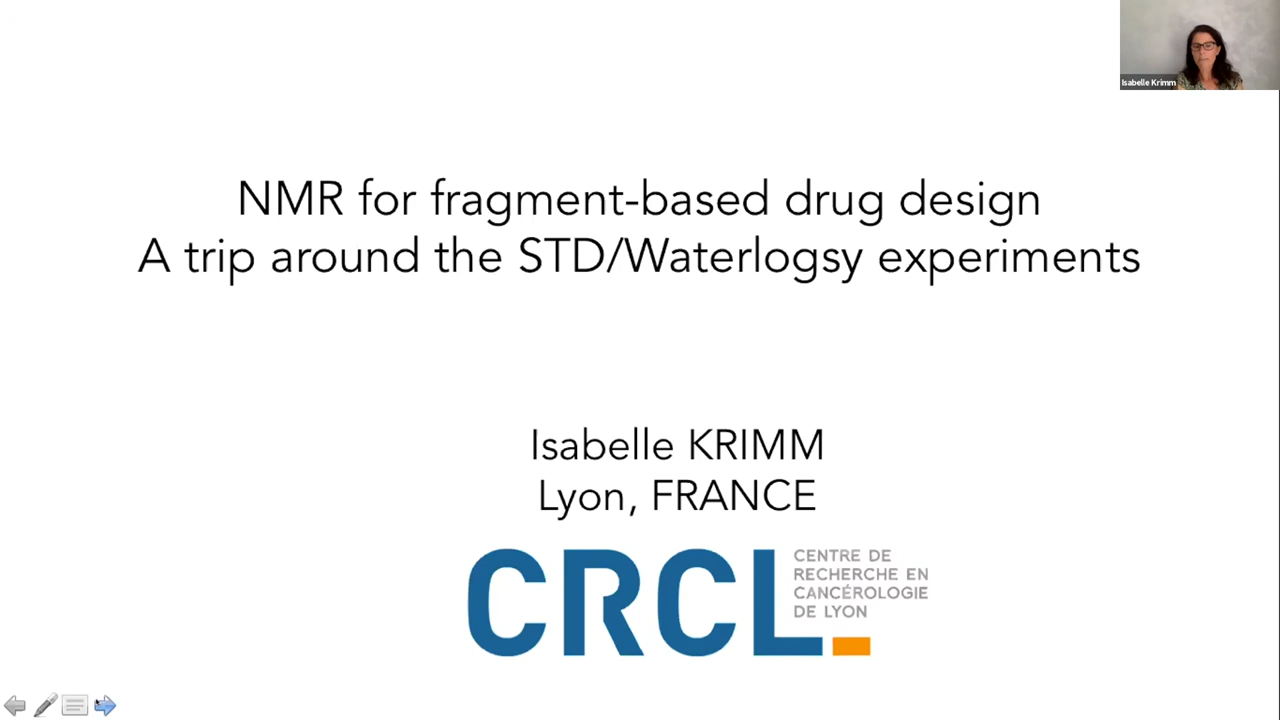 Isabelle Krimm
NMR for fragment-based drug design
A trip around the STD/Waterlogsy experiments
Isabelle KRIMM
Lyon, FRANCE
CRCL
CENTRE DE
RECHERCHE EN
CANCÉROLOGIE
DE LYON